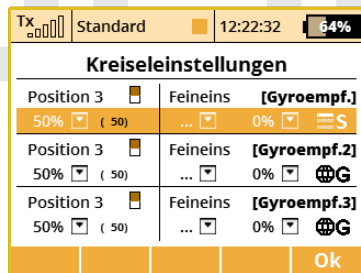 Tx Standard 12:22:32 64%
Kreiseleinstellungen
Position 3 Feineins [Gyroempf.]
50% ( 50) ... 0% S
Position 3 Feineins [Gyroempf.2]
50% ( 50) ... 0% G
Position 3 Feineins [Gyroempf.3]
50% ( 50) ... 0% G
Ok